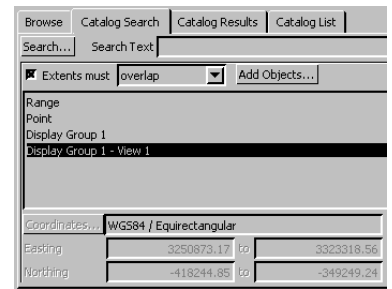 Browse Catalog Search Catalog Results Catalog List
Search... Search Text
Extents must overlap Add Objects...
Range
Point
Display Group 1
Display Group 1 - View 1
Coordinates... WGS84 / Equirectangular
Easting 3250873.17 to 3323318.56
Northing -418244.85 to -349249.24